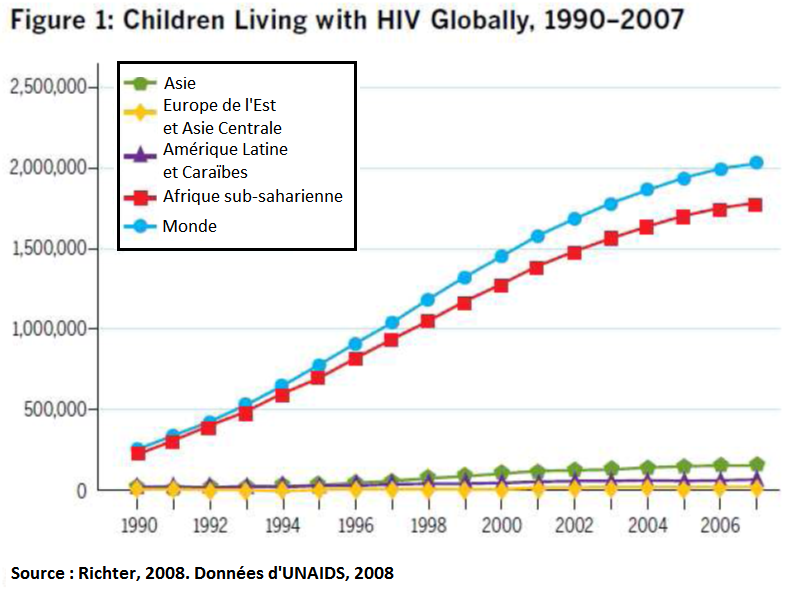 Figure 1: Children Living with HIV Globally, 1990–2007
2,500,000
2,000,000
1,500,000
1,000,000
500,000
0
Asie
Europe de l'Est
et Asie Centrale
Amérique Latine
et Caraïbes
Afrique sub-saharienne
Monde
1990 1992 1994 1996 1998 2000 2002 2004 2006
Source : Richter, 2008. Données d'UNAIDS, 2008